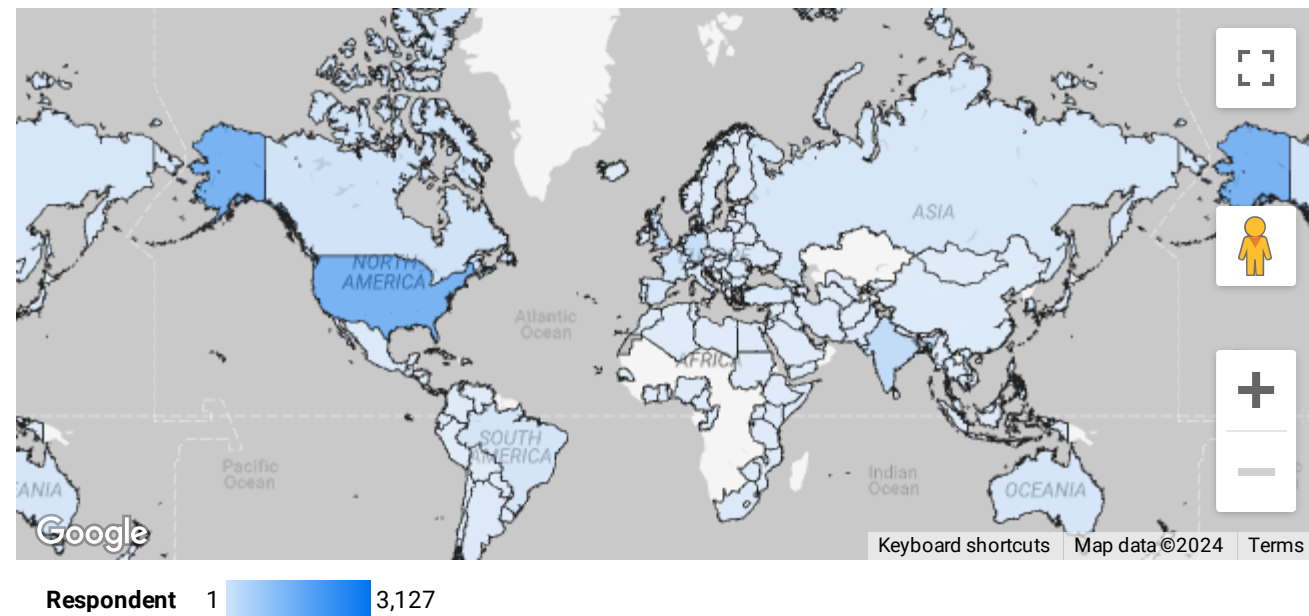 ASIA
NORTH
AMERICA
EUROPE
Atlantic
Ocean
AFRICA
SOUTH
AMERICA
Pacific
Ocean
Indian
Ocean
ANIA
OCEANIA
Google
Keyboard shortcuts
Map data ©2024
Terms
Respondent 1 3,127